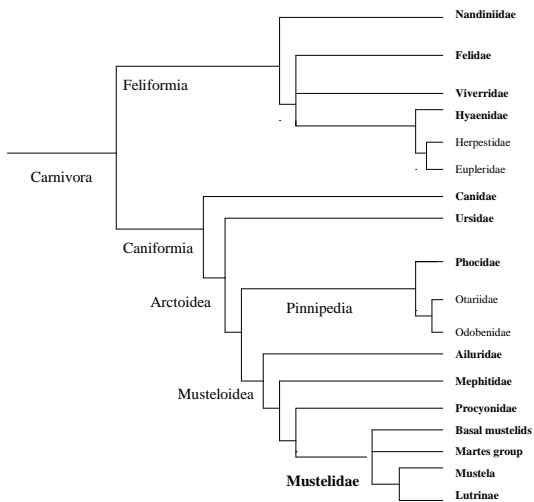 Nandiniidae
Felidae
Feliformia
Viverridae
Hyaenidae
Herpestidae
Eupleridae
Carnivora
Canidae
Ursidae
Caniformia
Phocidae
Arctoidea
Pinnipedia
Otariidae
Odobenidae
Ailuridae
Mephitidae
Musteloidea
Procyonidae
Basal mustelids
Martes group
Mustela
Mustelidae
Lutrinae